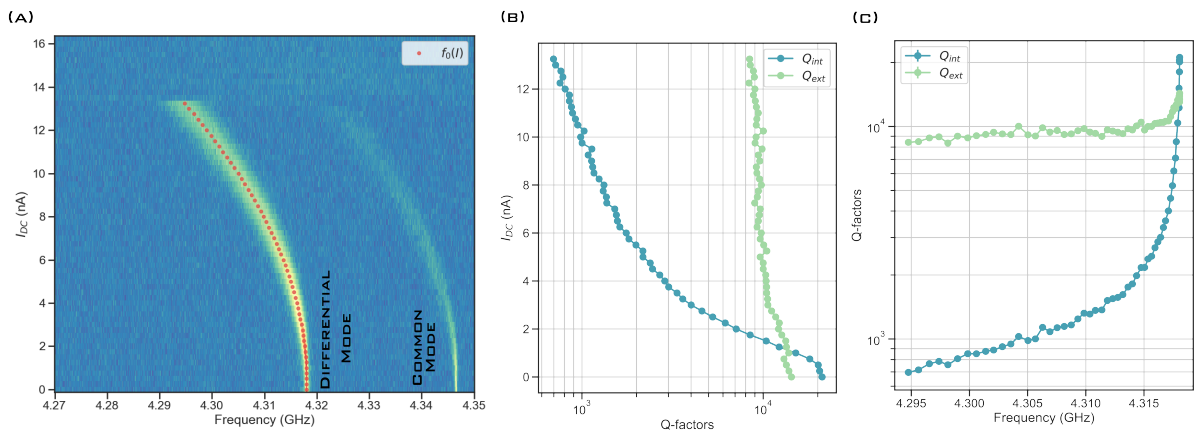 (A)
16
14
12
10
8
6
4
2
0
I_DC (A)
f_0(I)
Differential
Mode
Common
Mode
4.27 4.28 4.29 4.30 4.31 4.32 4.33 4.34 4.35
Frequency (GHz)
(B)
12
10
8
6
4
2
0
I_DC (nA)
Q_int
Q_ext
10^3 10^4
Q-factors
(C)
Q_int
Q_ext
10^4
10^3
Q-factors
4.295 4.300 4.305 4.310 4.315
Frequency (GHz)